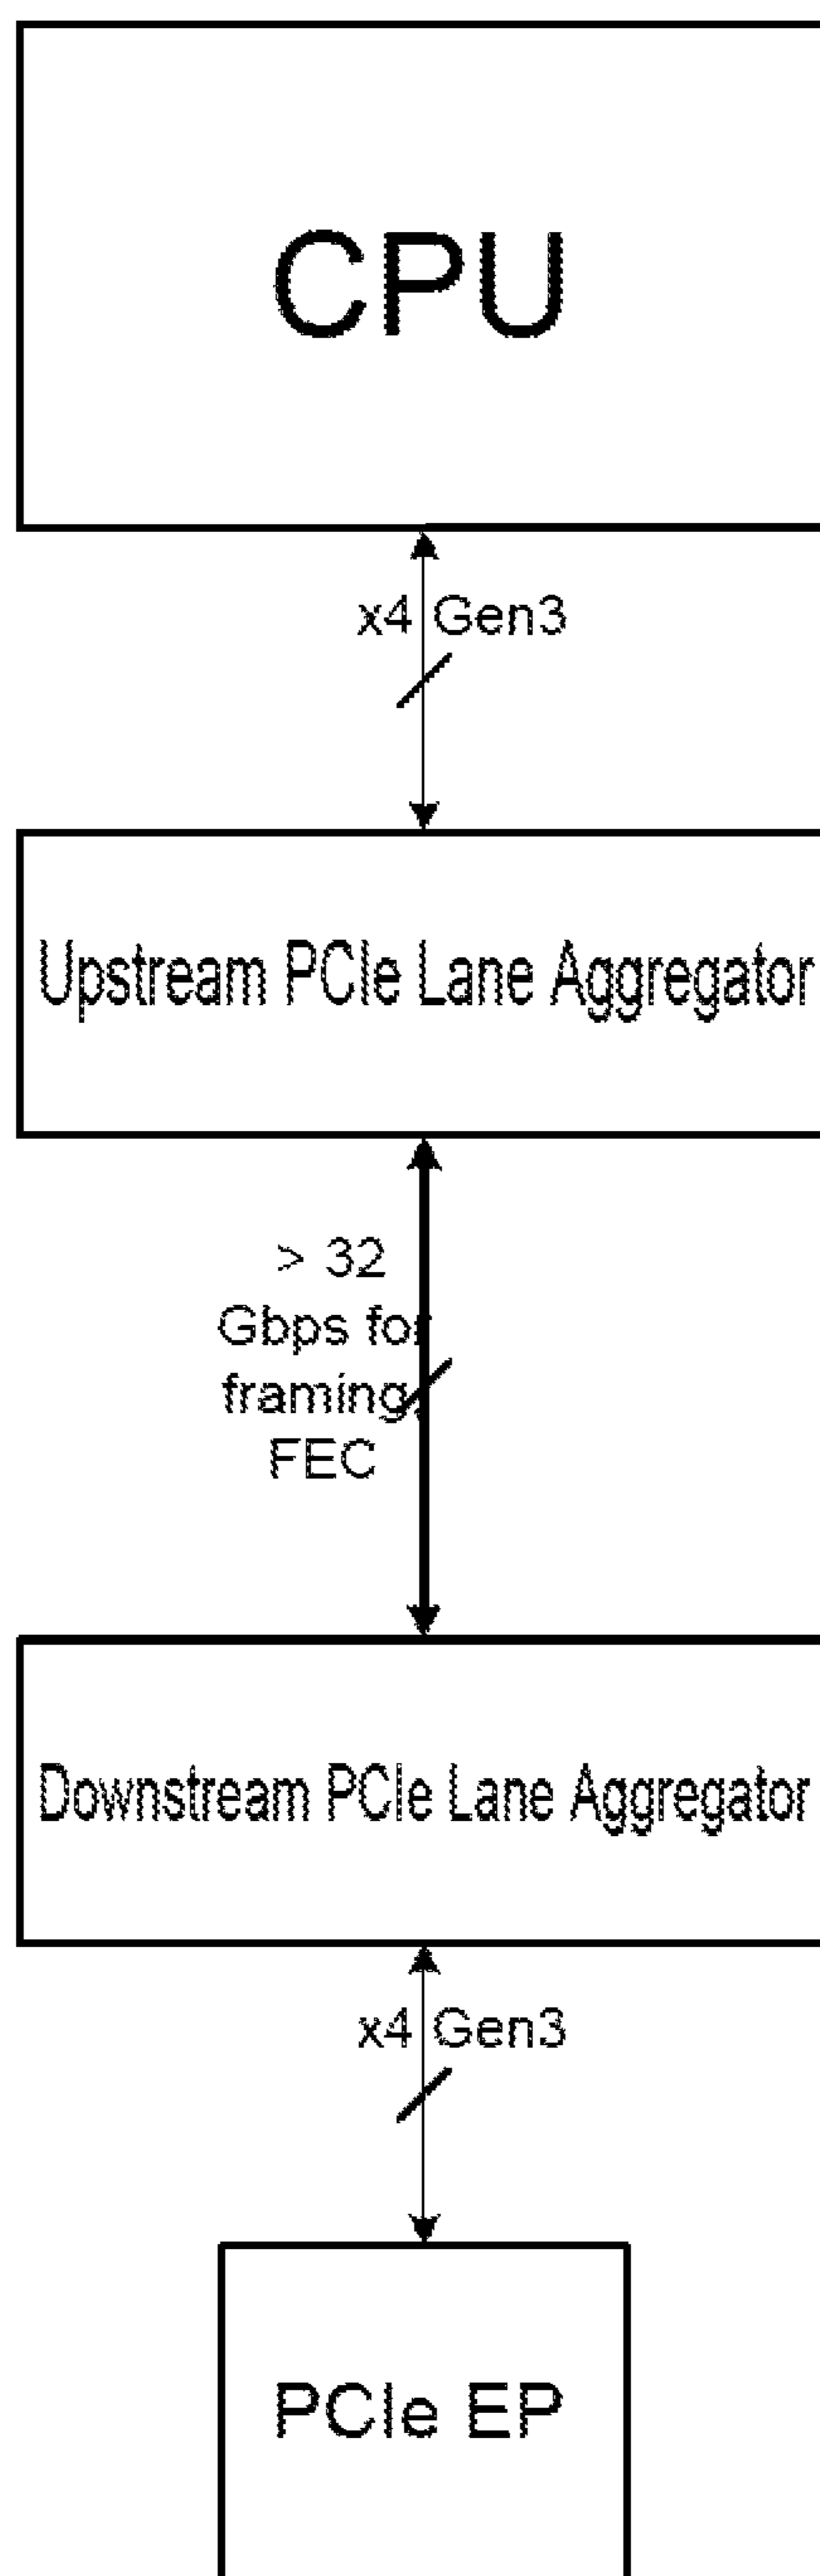 CPU
x4 Gen3
Upstream PCIe Lane Aggregator
> 32
Gbps for
framing,
FEC
Downstream PCIe Lane Aggregator
x4 Gen3
PCIe EP